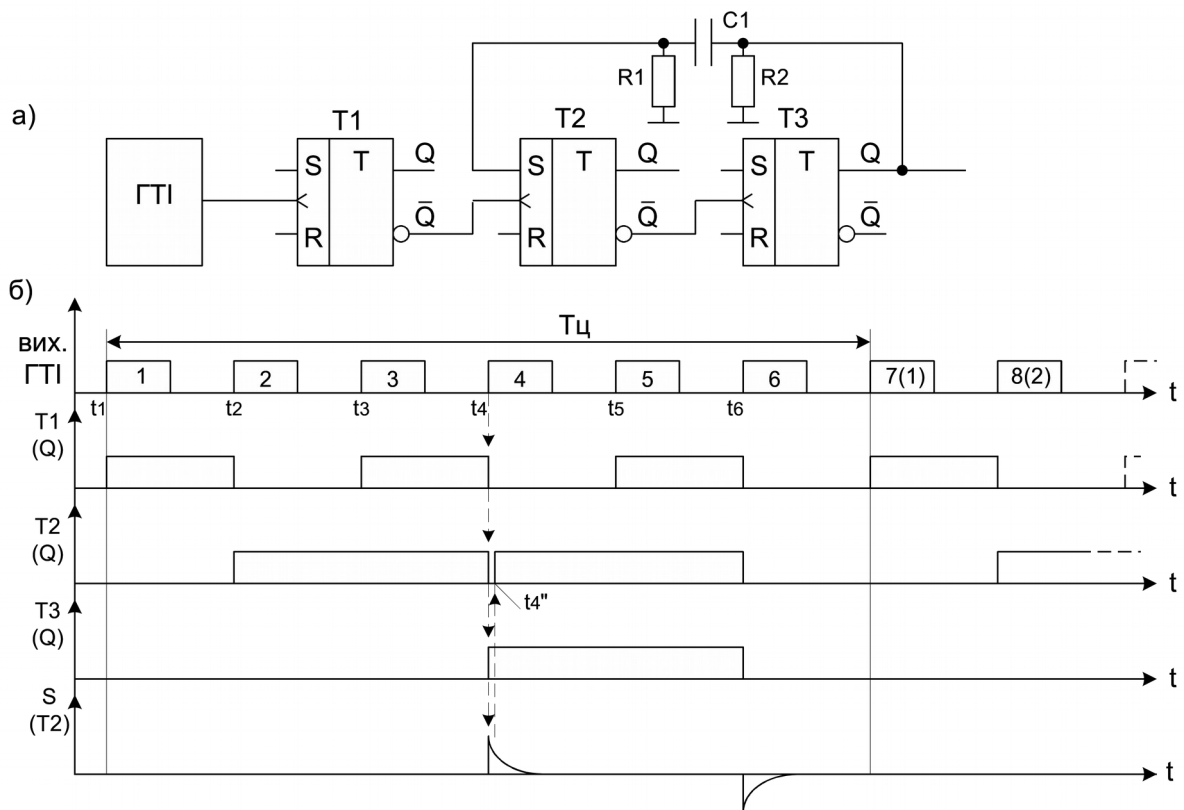 C1
R1 R2
а)
T1 T2 T3
ГТІ
S T Q
R Q̅
S T Q
R Q̅
S T Q
R Q̅
б)
Tц
вих.
ГТІ
1 2 3 4 5 6 7(1) 8(2)
t1 t2 t3 t4 t5 t6 t
T1
(Q)
t
T2
(Q)
t
t4"
T3
(Q)
t
S
(T2)
t